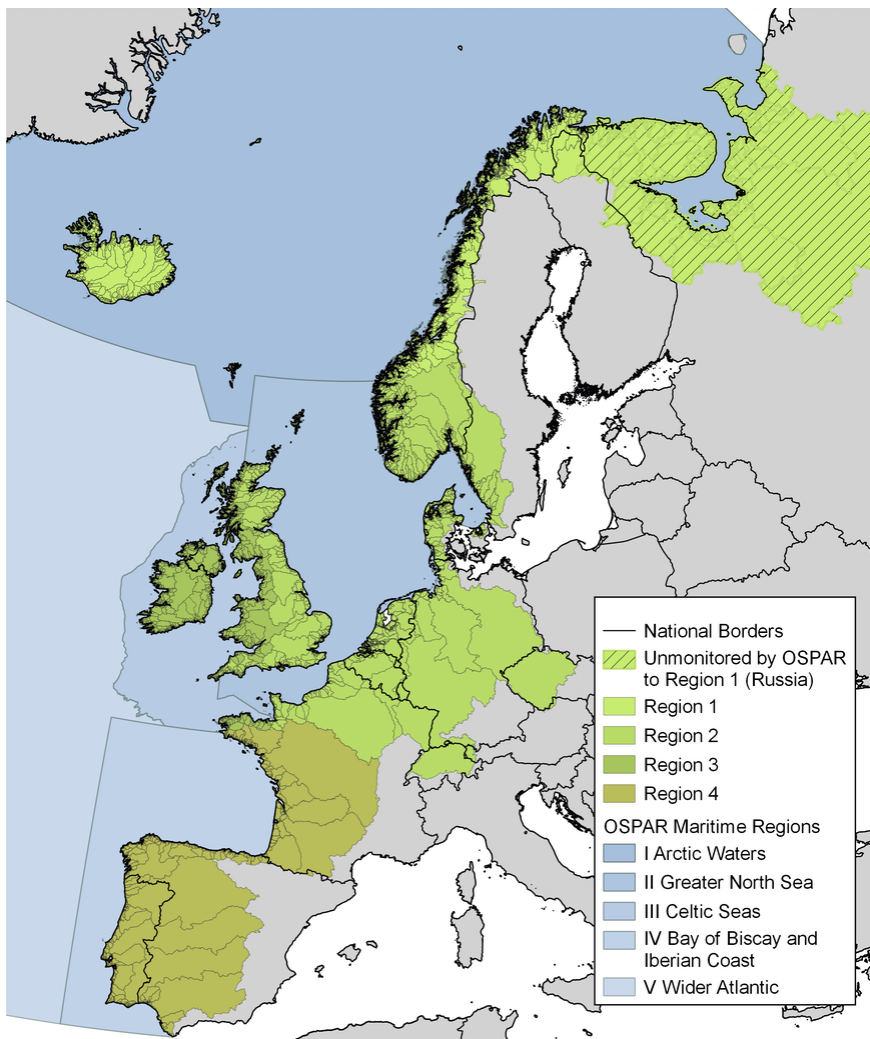 National Borders
Unmonitored by OSPAR
to Region 1 (Russia)
Region 1
Region 2
Region 3
Region 4
OSPAR Maritime Regions
I Arctic Waters
II Greater North Sea
III Celtic Seas
IV Bay of Biscay and
Iberian Coast
V Wider Atlantic